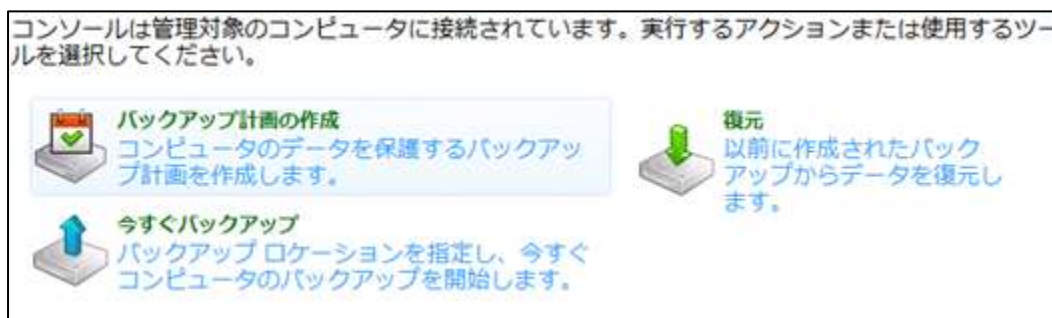 コンソールは管理対象のコンピュータに接続されています。実行するアクションまたは使用するツー
ルを選択してください。
バックアップ計画の作成
コンピュータのデータを保護するバックアッ
プ計画を作成します。
復元
以前に作成されたバック
アップからデータを復元し
ます。
今すぐバックアップ
バックアップ ロケーションを指定し、今すぐ
コンピュータのバックアップを開始します。